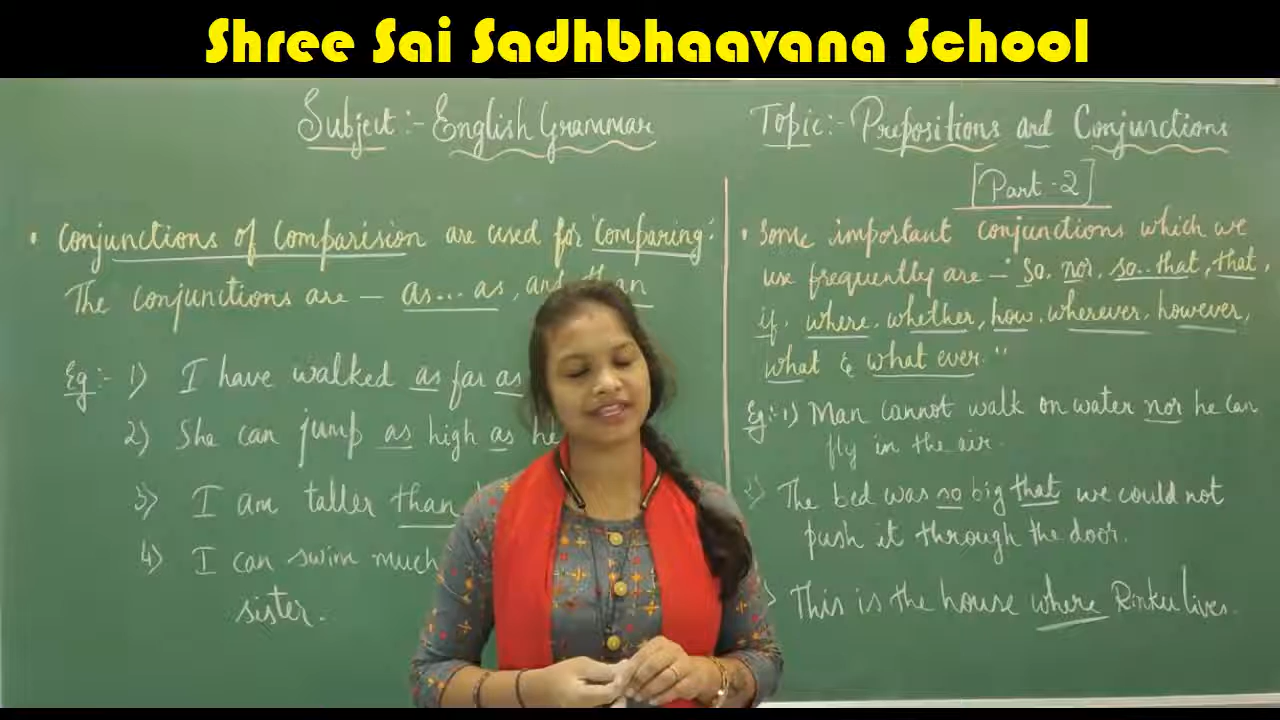 Shree Sai Sadhbhaavana School
Subject :- English Grammar
Topic :- Prepositions and Conjunctions
[Part-2]
• Conjunctions of Comparision are used for 'Comparing'.
The conjunctions are – as... as, and than
Eg :- 1) I have walked as far as
2) She can jump as high as he
3) I am taller than
4) I can swim much
sister.
• Some important conjunctions which we
use frequently are – "So, nor, so..that, that,
if, where, whether, how, wherever, however,
what & what ever."
Eg :- 1) Man cannot walk on water nor he can
fly in the air.
2) The bed was so big that we could not
push it through the door.
This is the house where Rinku lives.